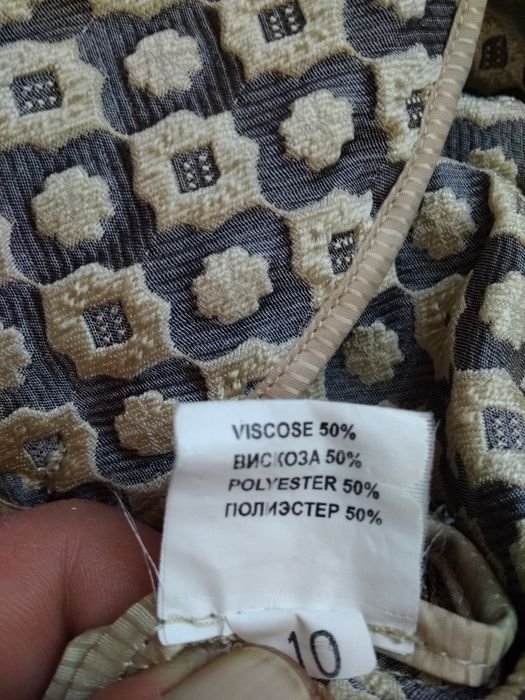 VISCOSE 50%
ВИСКОЗА 50%
POLYESTER 50%
ПОЛИЭСТЕР 50%
10